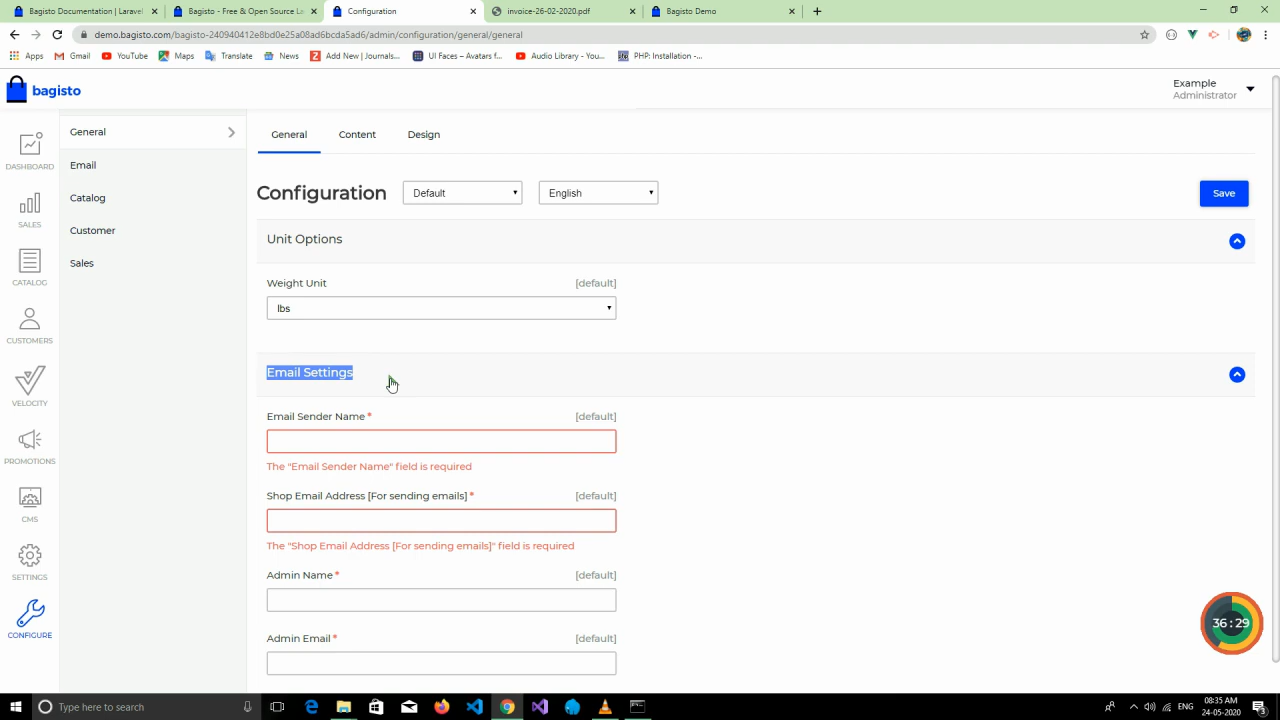 Bagisto Documentation | Laravel
Bagisto - Free & Open Source La
Configuration
invoice-26-02-2020.pdf
Bagisto Demo
demo.bagisto.com/bagisto-240940412e8bd0e25a08ad6bcda5ad6/admin/configuration/general/general
Apps
Gmail
YouTube
Maps
Translate
News
Add New | Journals...
UI Faces – Avatars f...
Audio Library - You...
PHP: Installation -...
bagisto
Example
Administrator
DASHBOARD
SALES
CATALOG
CUSTOMERS
VELOCITY
PROMOTIONS
CMS
SETTINGS
CONFIGURE
General
Email
Catalog
Customer
Sales
General
Content
Design
Configuration
Default
English
Save
Unit Options
Weight Unit
[default]
lbs
Email Settings
Email Sender Name *
[default]
The "Email Sender Name" field is required
Shop Email Address [For sending emails] *
[default]
The "Shop Email Address [For sending emails]" field is required
Admin Name *
[default]
Admin Email *
[default]
36 : 29
Type here to search
ENG
08:35 AM
24-05-2020